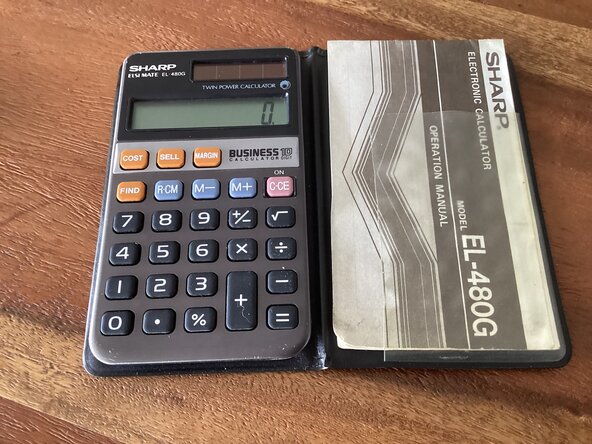 SHARP
ELSI MATE EL-480G
TWIN POWER CALCULATOR
0.
COST SELL MARGIN BUSINESS 10
CALCULATOR DIGIT
ON
FIND R·CM M− M+ C·CE
7 8 9 +/− √
4 5 6 × ÷
1 2 3 + −
0 · % =
SHARP®
ELECTRONIC CALCULATOR
OPERATION MANUAL
MODEL EL-480G